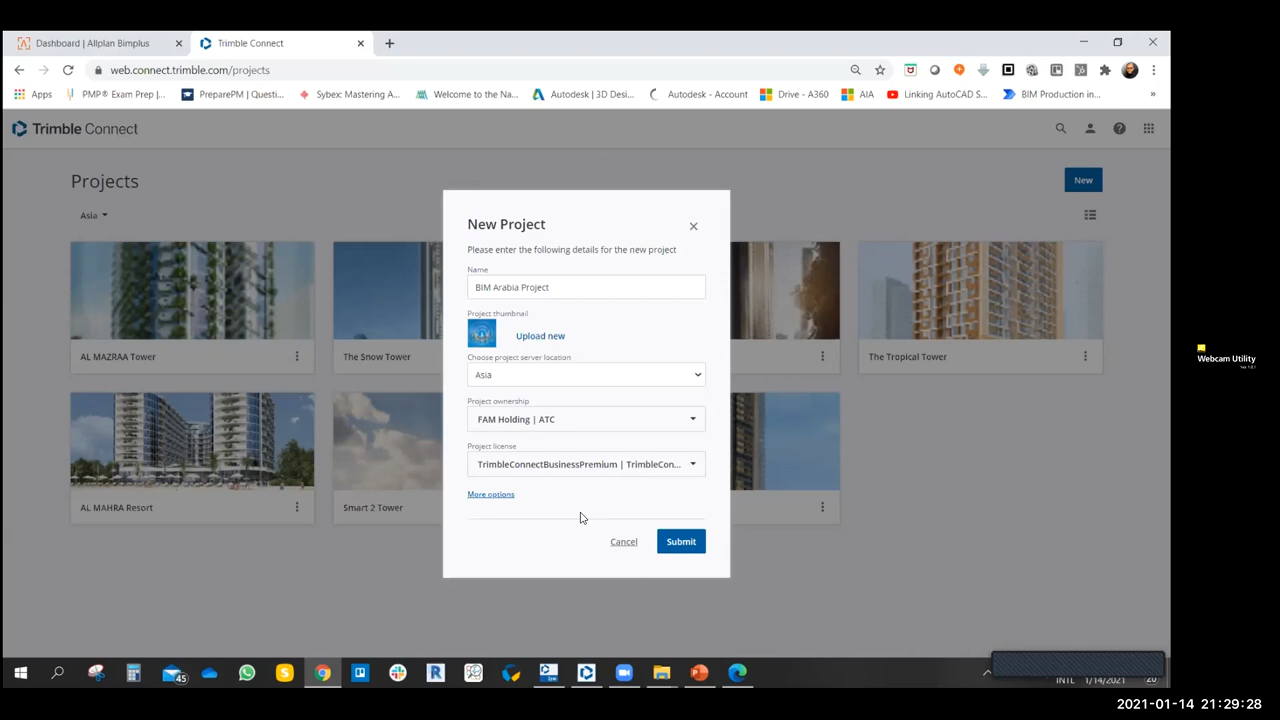 Dashboard | Allplan Bimplus
Trimble Connect
web.connect.trimble.com/projects
Apps
PMP® Exam Prep |...
PreparePM | Questi...
Sybex: Mastering A...
Welcome to the Na...
Autodesk | 3D Desi...
Autodesk - Account
Drive - A360
AIA
Linking AutoCAD S...
BIM Production in...
»
Trimble Connect
Projects
New
Asia
New Project
Please enter the following details for the new project
Name
BIM Arabia Project
Project thumbnail
Upload new
Choose project server location
Asia
Project ownership
FAM Holding | ATC
Project license
TrimbleConnectBusinessPremium | TrimbleCon...
More options
Cancel
Submit
AL MAZRAA Tower
The Snow Tower
The Tropical Tower
AL MAHRA Resort
Smart 2 Tower
Webcam Utility
45
INTL
1/14/2021
20
2021-01-14 21:29:28